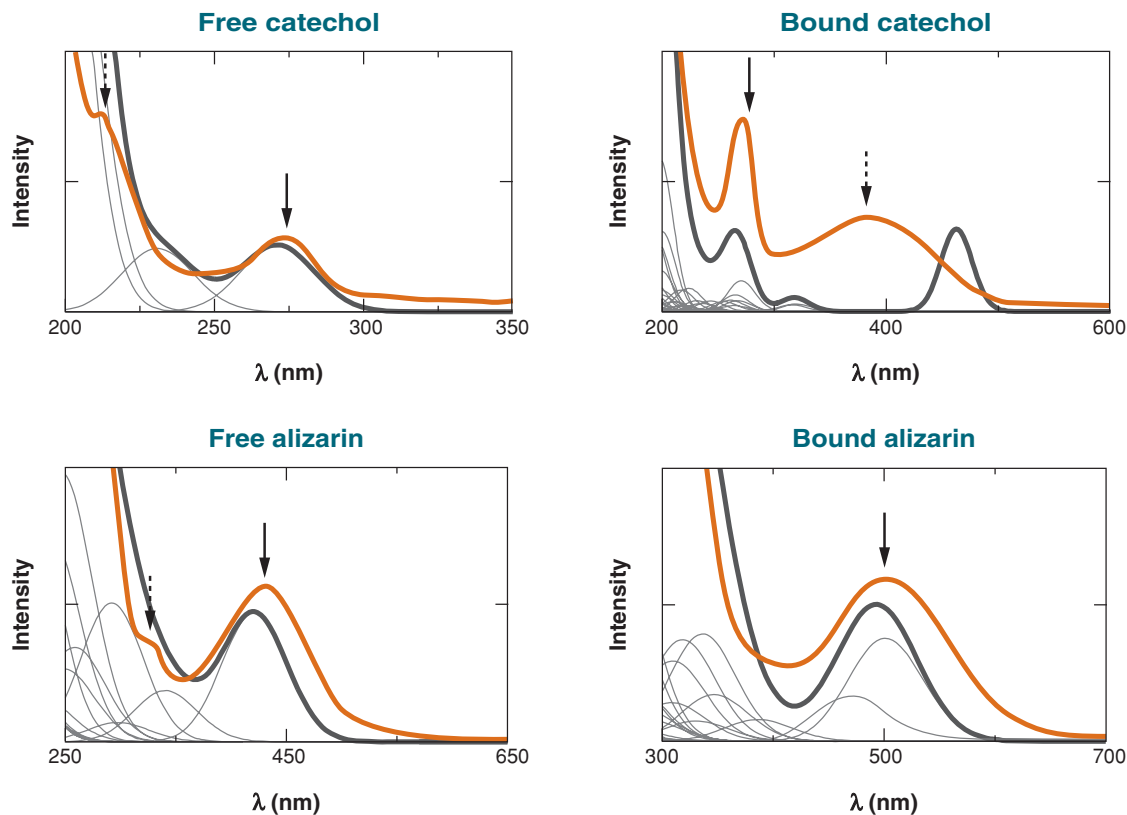 Free catechol
Intensity
200
250
300
350
λ (nm)
Bound catechol
Intensity
200
400
600
λ (nm)
Free alizarin
Intensity
250
450
650
λ (nm)
Bound alizarin
Intensity
300
500
700
λ (nm)